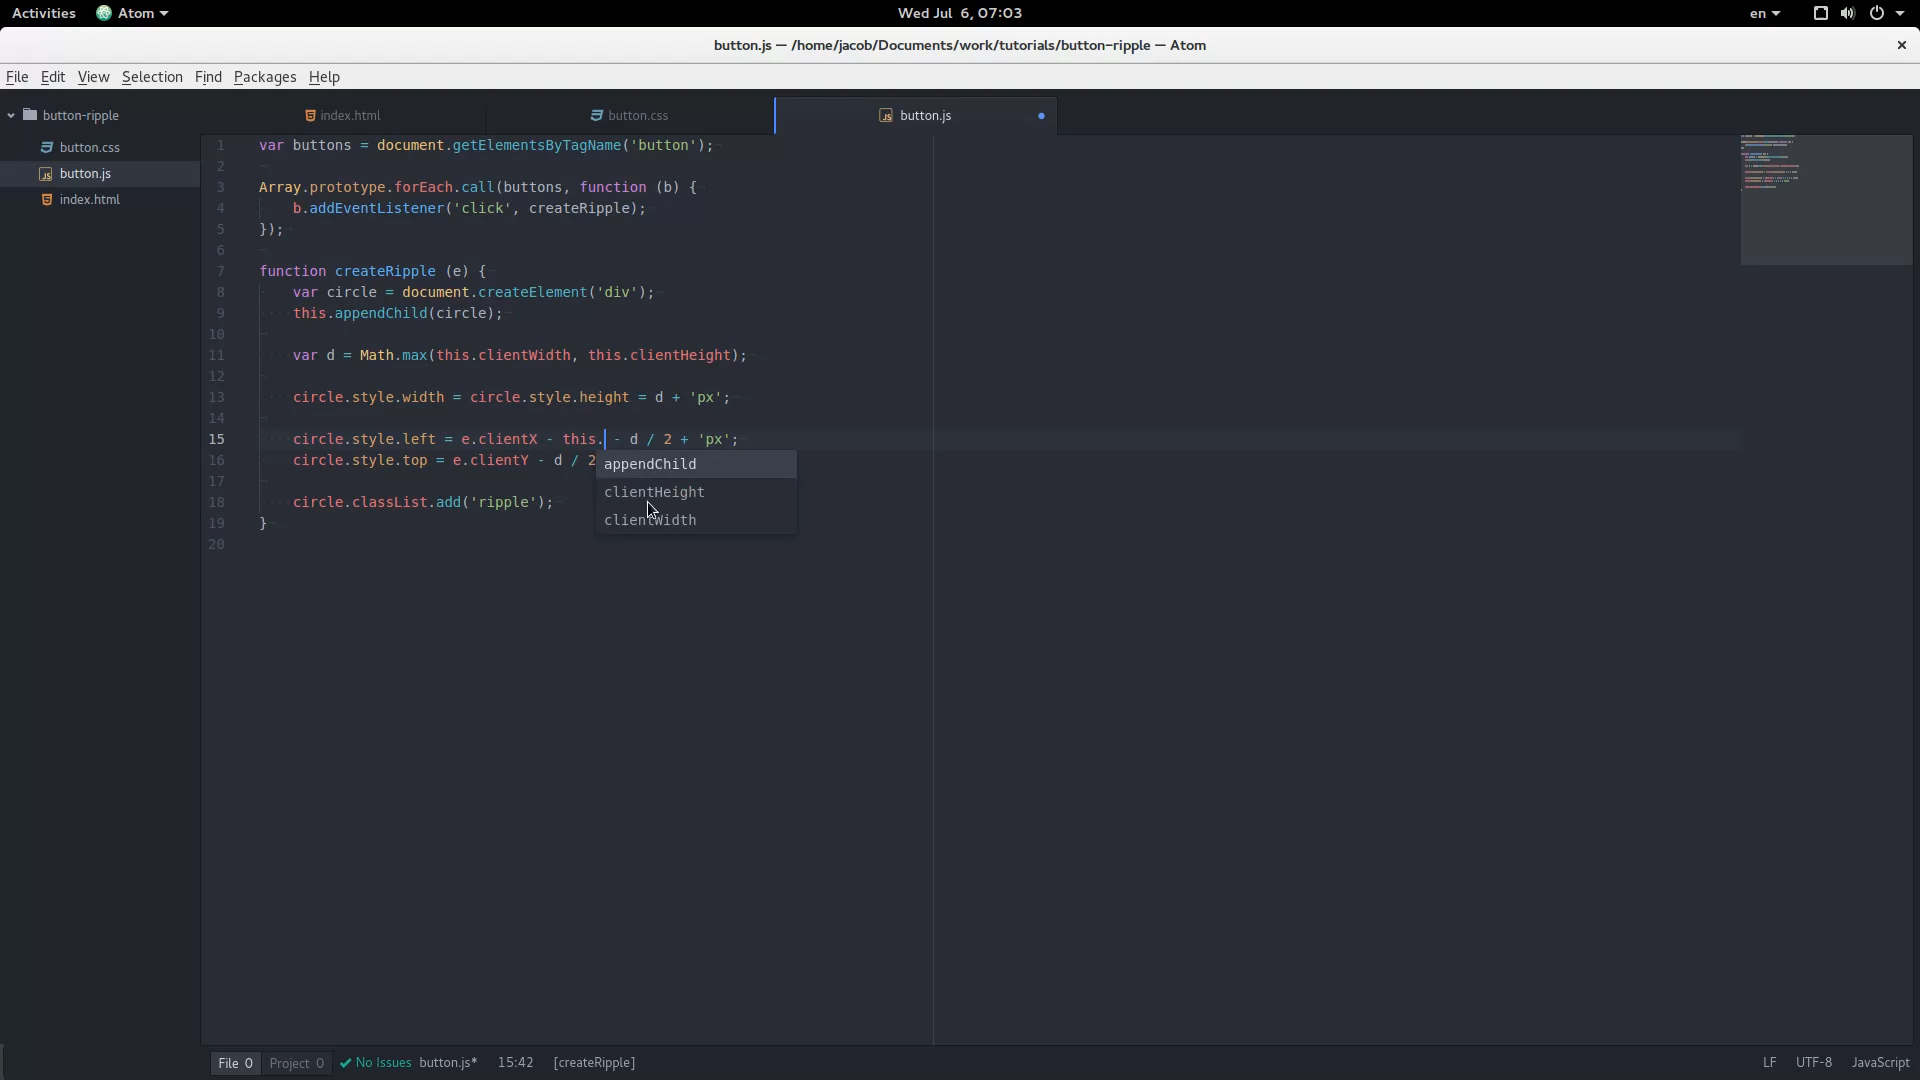 Activities Atom Wed Jul 6, 07:03 en
button.js — /home/jacob/Documents/work/tutorials/button-ripple — Atom
File Edit View Selection Find Packages Help
button-ripple index.html button.css button.js
button.css
button.js
index.html
1 var buttons = document.getElementsByTagName('button');
2
3 Array.prototype.forEach.call(buttons, function (b) {
4 b.addEventListener('click', createRipple);
5 });
6
7 function createRipple (e) {
8 var circle = document.createElement('div');
9 this.appendChild(circle);
10
11 var d = Math.max(this.clientWidth, this.clientHeight);
12
13 circle.style.width = circle.style.height = d + 'px';
14
15 circle.style.left = e.clientX - this. - d / 2 + 'px';
16 circle.style.top = e.clientY - d / 2
17
18 circle.classList.add('ripple');
19 }
20
appendChild
clientHeight
clientWidth
File 0 Project 0 No Issues button.js* 15:42 [createRipple] LF UTF-8 JavaScript